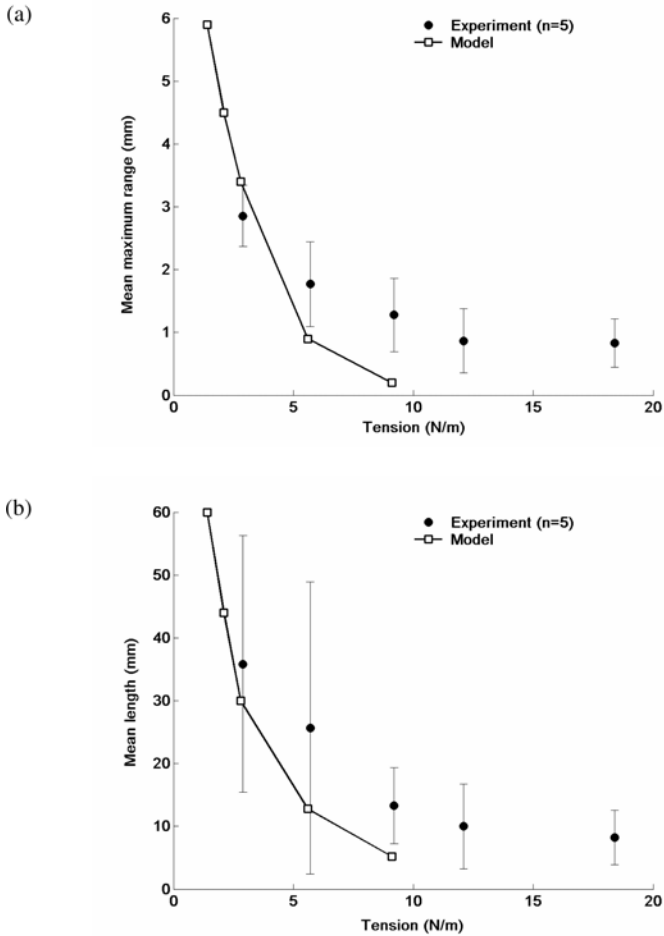 (a)
6
5
4
3
2
1
0
Mean maximum range (mm)
Experiment (n=5)
Model
0 5 10 15 20
Tension (N/m)
(b)
60
50
40
30
20
10
0
Mean length (mm)
Experiment (n=5)
Model
0 5 10 15 20
Tension (N/m)